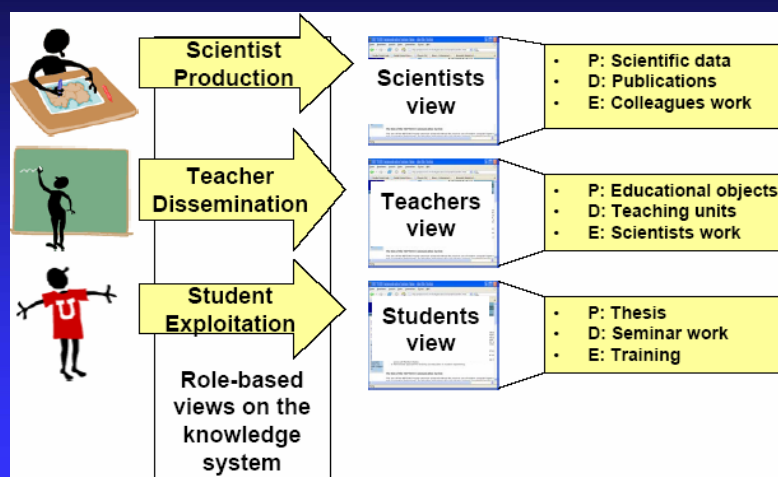 Scientist
Production
Scientists
view
• P: Scientific data
• D: Publications
• E: Colleagues work
Teacher
Dissemination
Teachers
view
• P: Educational objects
• D: Teaching units
• E: Scientists work
U
Student
Exploitation
Students
view
• P: Thesis
• D: Seminar work
• E: Training
Role-based
views on the
knowledge
system